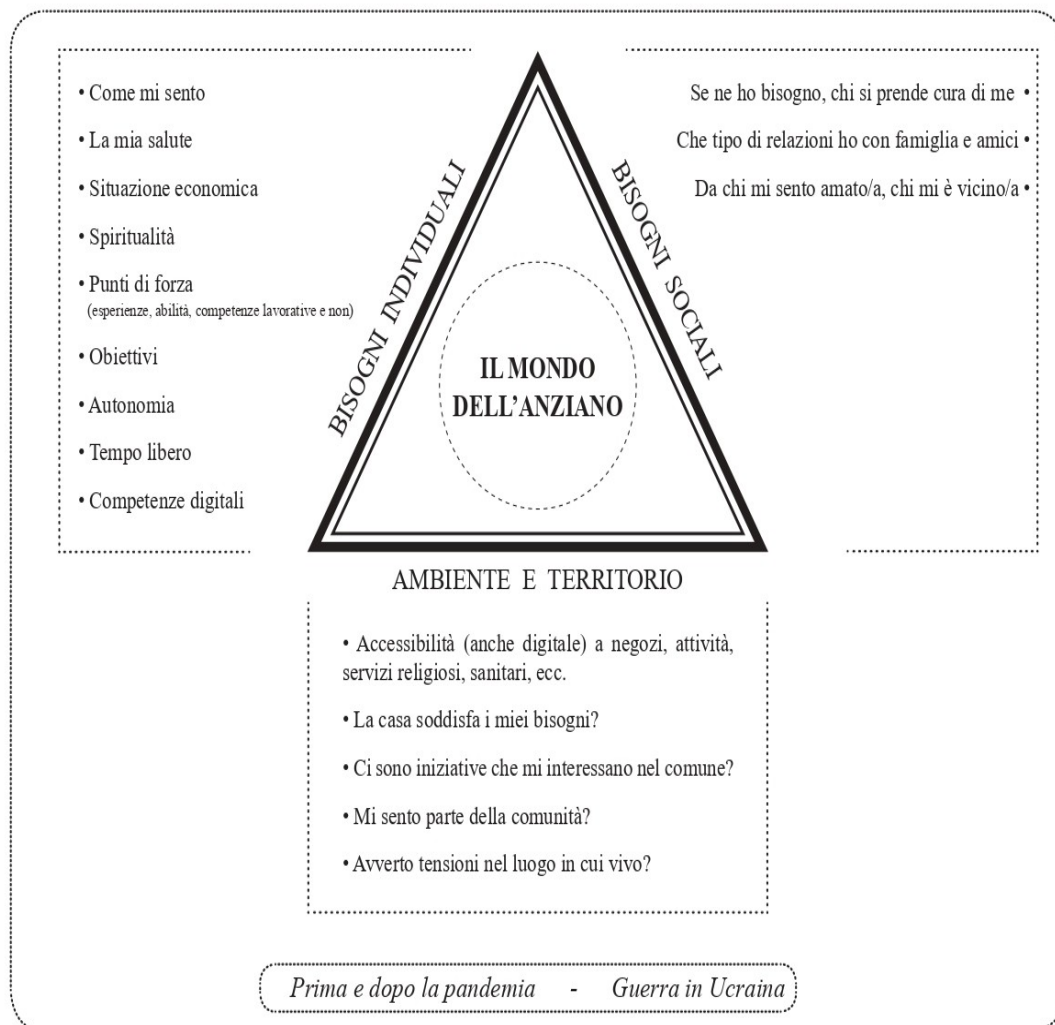 • Come mi sento
• La mia salute
• Situazione economica
• Spiritualità
• Punti di forza
(esperienze, abilità, competenze lavorative e non)
• Obiettivi
• Autonomia
• Tempo libero
• Competenze digitali
BISOGNI INDIVIDUALI
IL MONDO
DELL'ANZIANO
BISOGNI SOCIALI
Se ne ho bisogno, chi si prende cura di me •
Che tipo di relazioni ho con famiglia e amici •
Da chi mi sento amato/a, chi mi è vicino/a •
AMBIENTE E TERRITORIO
• Accessibilità (anche digitale) a negozi, attività,
servizi religiosi, sanitari, ecc.
• La casa soddisfa i miei bisogni?
• Ci sono iniziative che mi interessano nel comune?
• Mi sento parte della comunità?
• Avverto tensioni nel luogo in cui vivo?
Prima e dopo la pandemia - Guerra in Ucraina